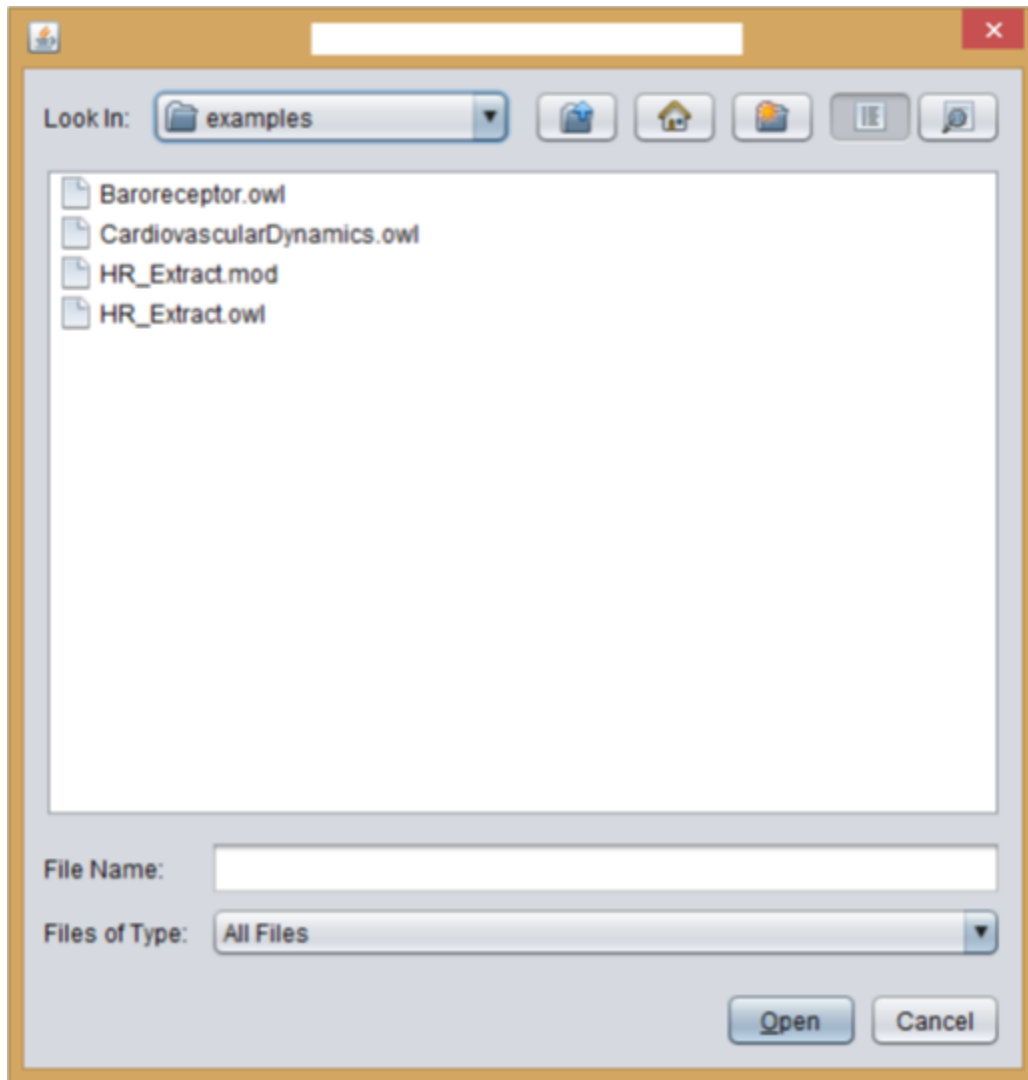 Look In: examples
Baroreceptor.owl
CardiovascularDynamics.owl
HR_Extract.mod
HR_Extract.owl
File Name:
Files of Type: All Files
Open Cancel